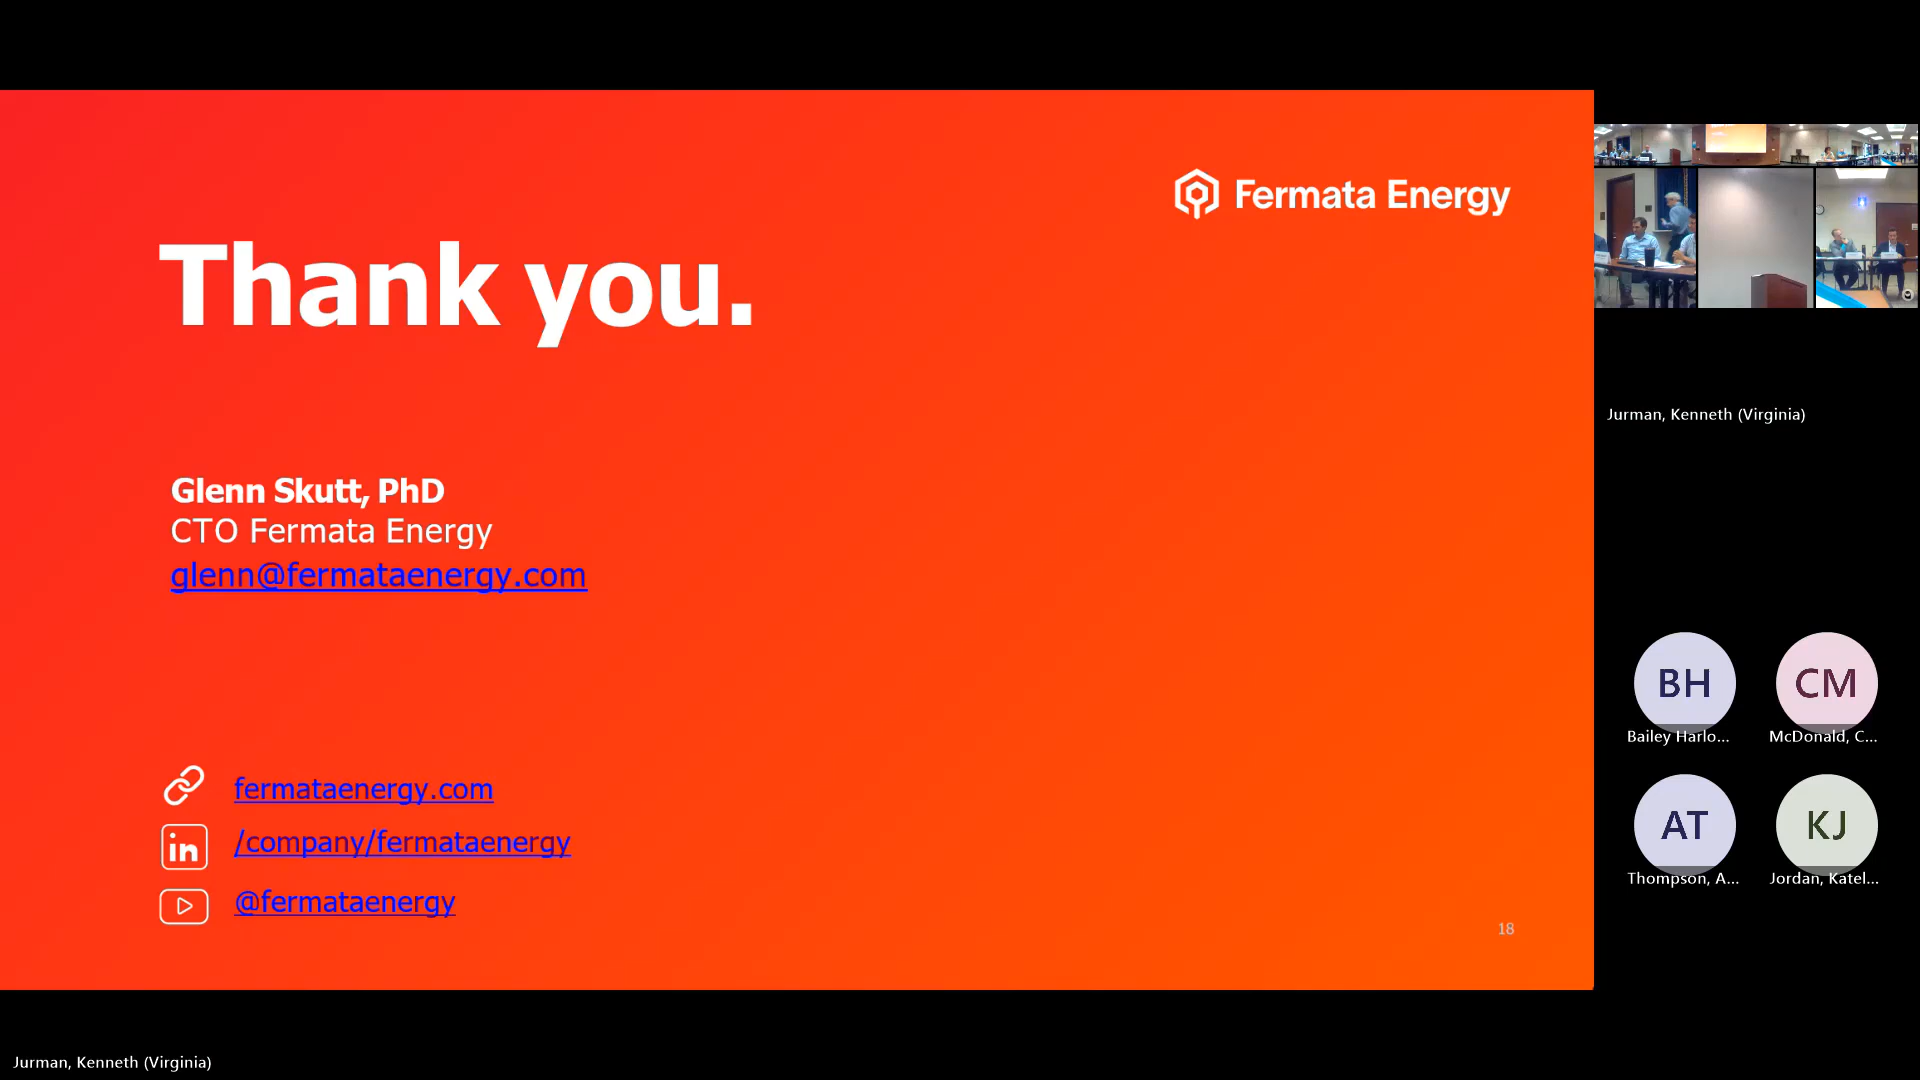 Fermata Energy
Thank you.
Glenn Skutt, PhD
CTO Fermata Energy
glenn@fermataenergy.com
fermataenergy.com
in
/company/fermataenergy
@fermataenergy
18
Jurman, Kenneth (Virginia)
BH
CM
Bailey Harlo...
McDonald, C...
AT
KJ
Thompson, A...
Jordan, Katel...
Jurman, Kenneth (Virginia)